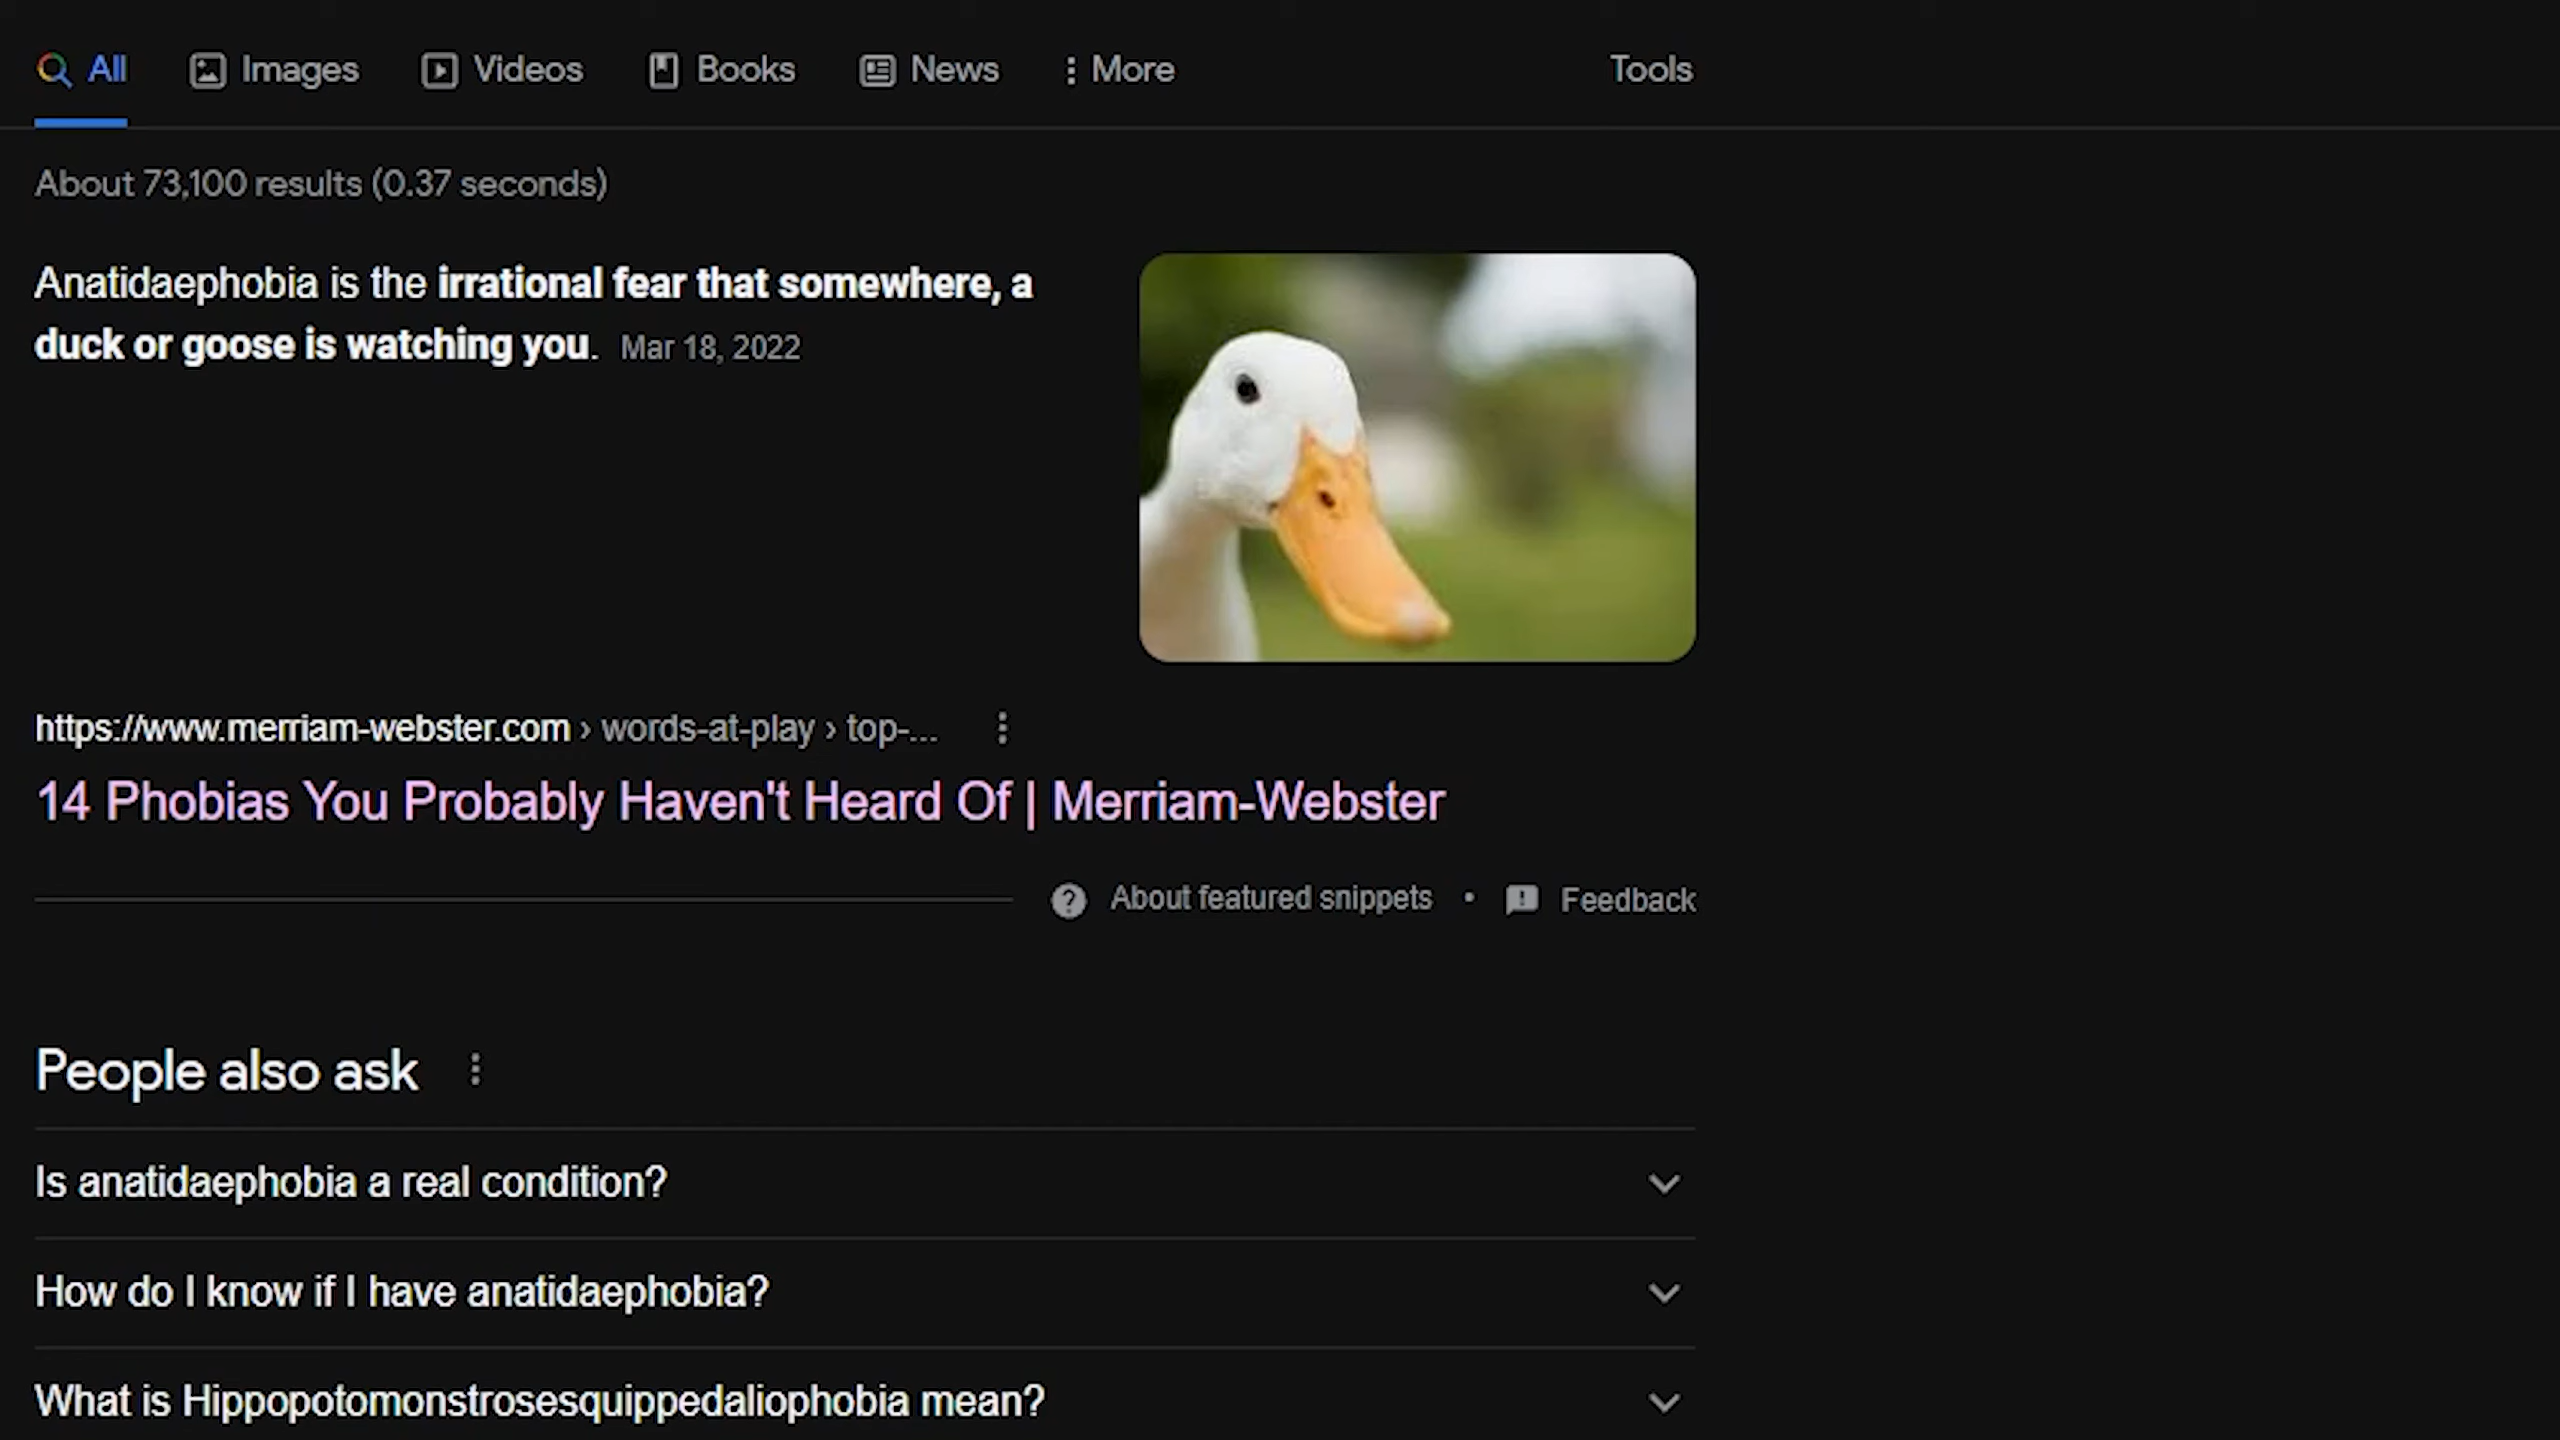 All Images Videos Books News More Tools
About 73,100 results (0.37 seconds)
Anatidaephobia is the irrational fear that somewhere, a
duck or goose is watching you. Mar 18, 2022
https://www.merriam-webster.com › words-at-play › top-...
14 Phobias You Probably Haven't Heard Of | Merriam-Webster
About featured snippets • Feedback
People also ask
Is anatidaephobia a real condition?
How do I know if I have anatidaephobia?
What is Hippopotomonstrosesquippedaliophobia mean?